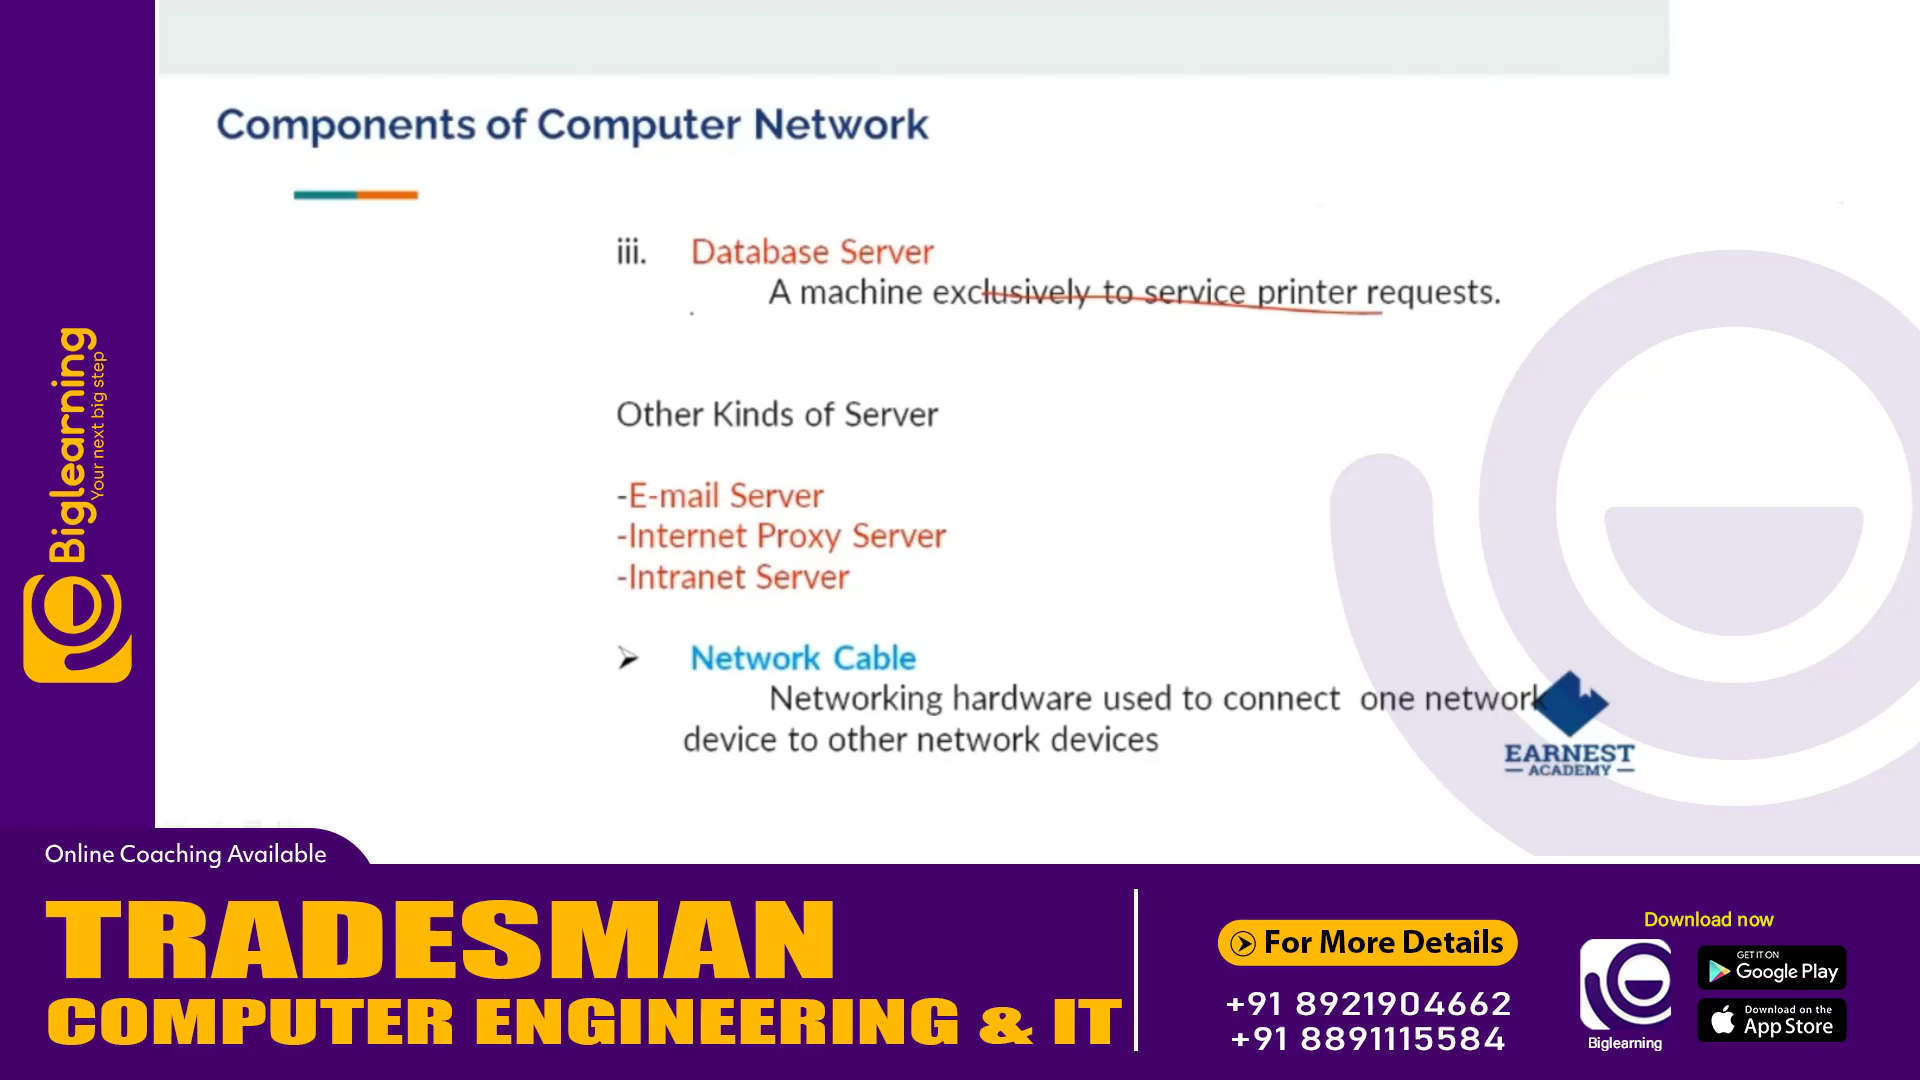 Components of Computer Network
iii. Database Server
A machine exclusively to service printer requests.
Other Kinds of Server
-E-mail Server
-Internet Proxy Server
-Intranet Server
➢ Network Cable
Networking hardware used to connect one network
device to other network devices
EARNEST
ACADEMY
Biglearning
Your next big step
Online Coaching Available
TRADESMAN
COMPUTER ENGINEERING & IT
For More Details
+91 8921904662
+91 8891115584
Download now
Biglearning
GET IT ON
Google Play
Download on the
App Store